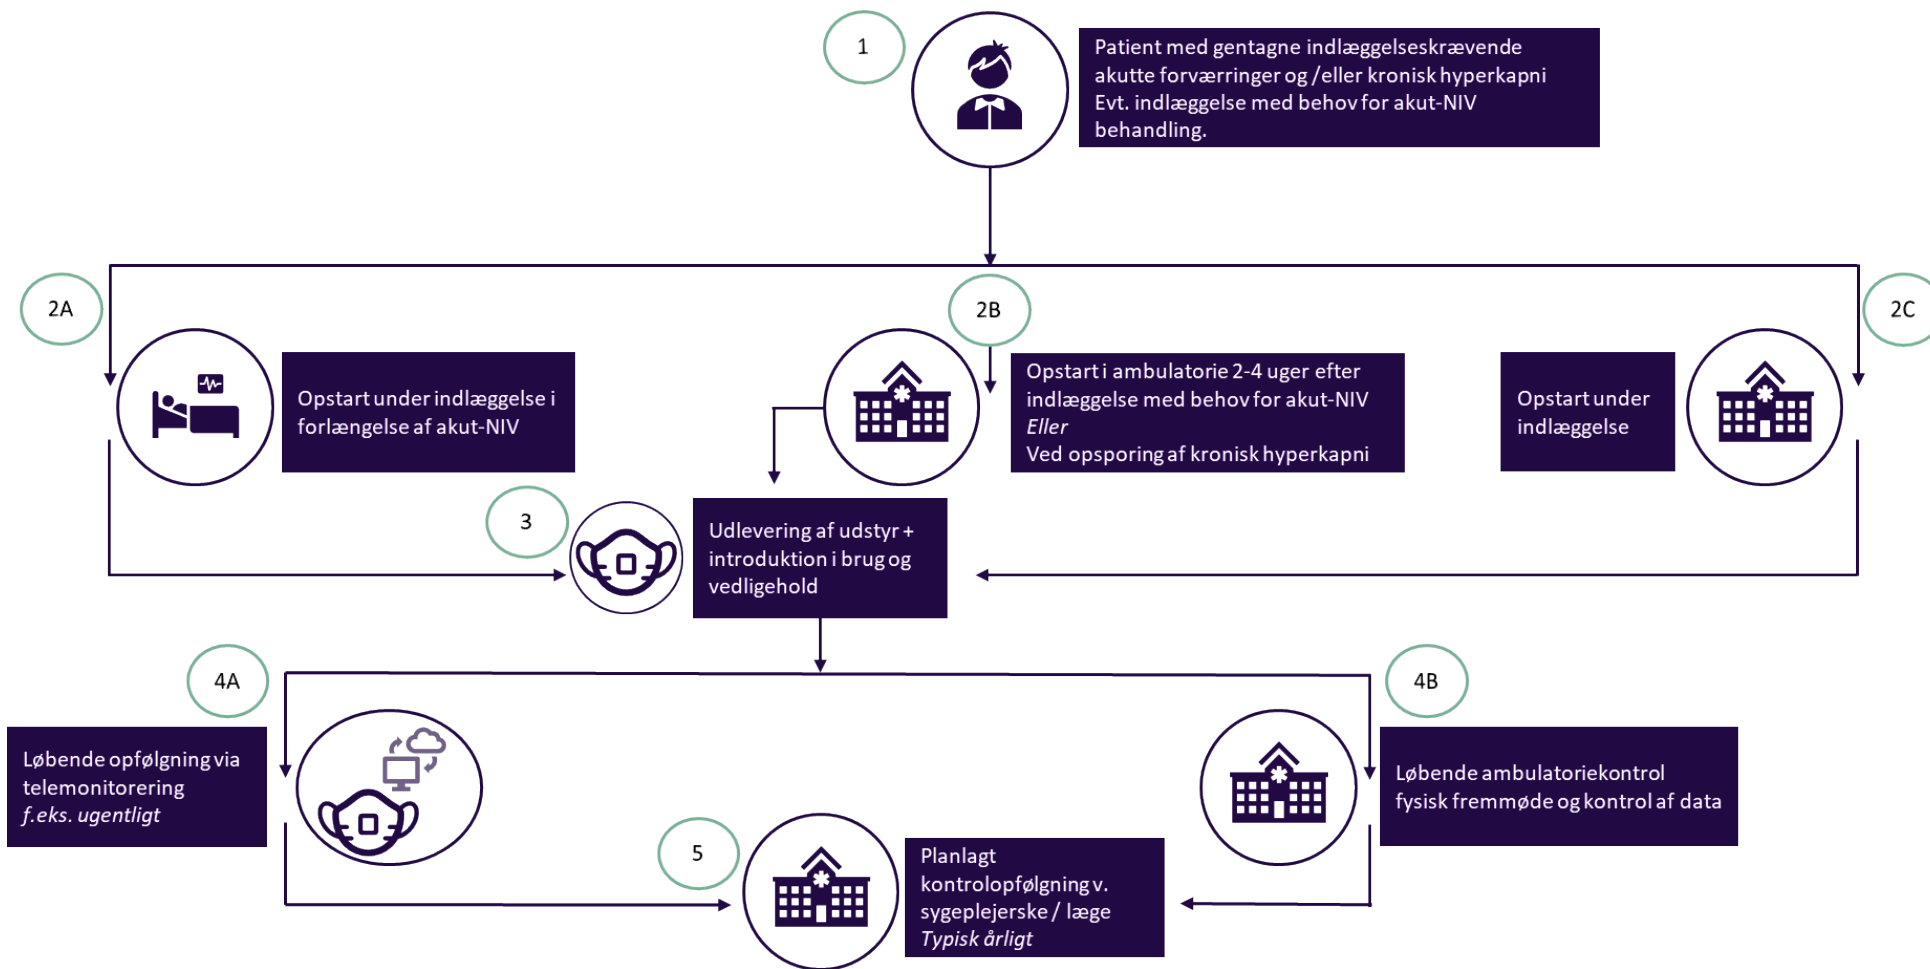 1
Patient med gentagne indlæggelseskrævende
akutte forværringer og /eller kronisk hyperkapni
Evt. indlæggelse med behov for akut-NIV
behandling.
2A
Opstart under indlæggelse i
forlængelse af akut-NIV
2B
Opstart i ambulatorie 2-4 uger efter
indlæggelse med behov for akut-NIV
Eller
Ved opsporing af kronisk hyperkapni
2C
Opstart under
indlæggelse
3
Udlevering af udstyr +
introduktion i brug og
vedligehold
4A
Løbende opfølgning via
telemonitorering
f.eks. ugentligt
4B
Løbende ambulatoriekontrol
fysisk fremmøde og kontrol af data
5
Planlagt
kontrolopfølgning v.
sygeplejerske / læge
Typisk årligt